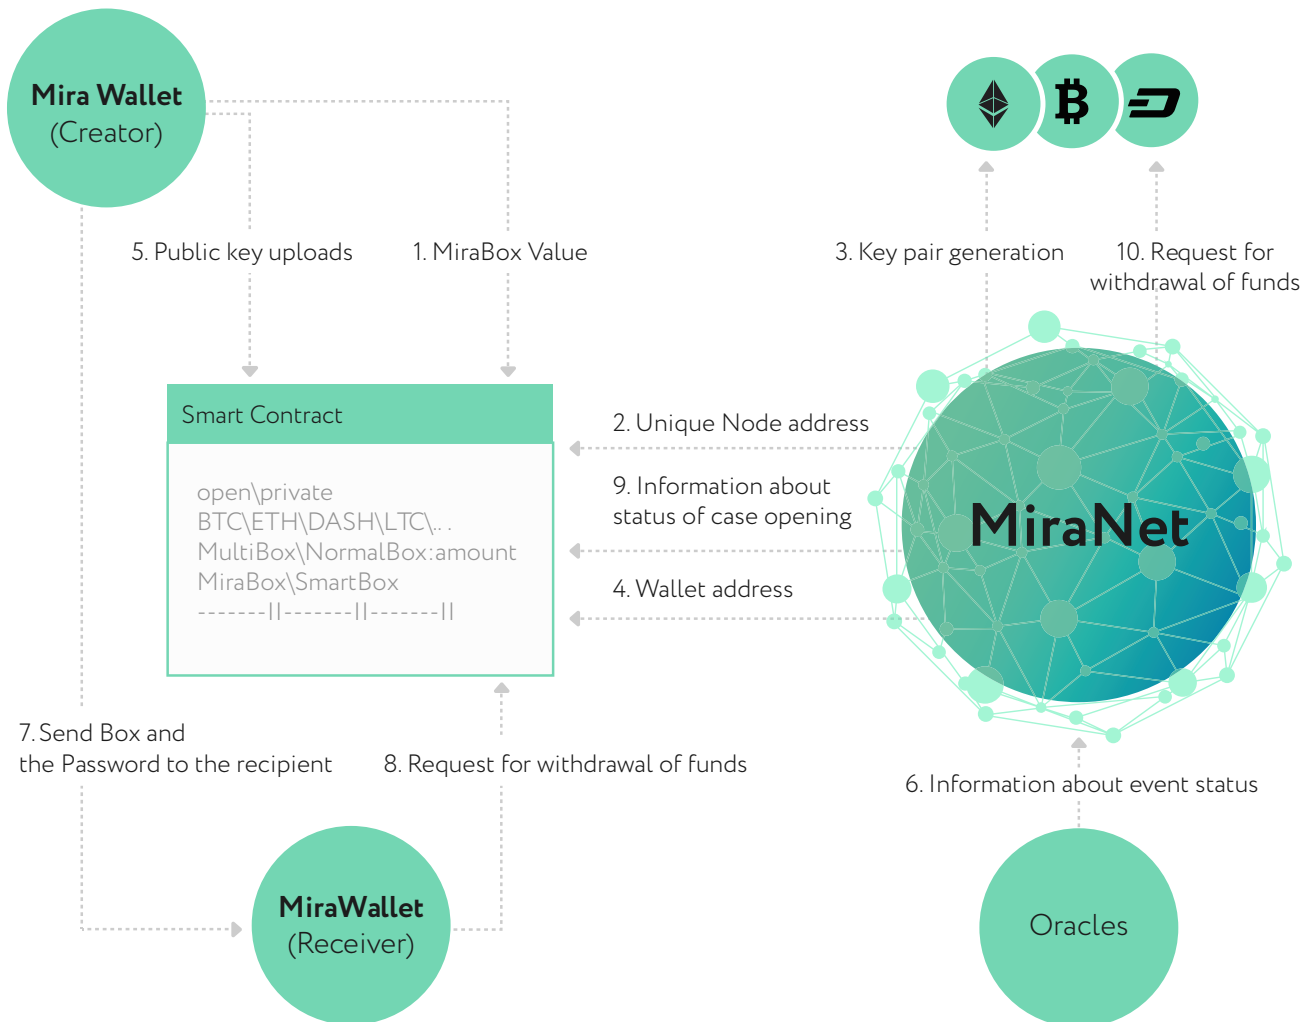 Mira Wallet
(Creator)
5. Public key uploads
1. MiraBox Value
3. Key pair generation
10. Request for
withdrawal of funds
Smart Contract
open\private
BTC\ETH\DASH\LTC\.. .
MultiBox\NormalBox:amount
MiraBox\SmartBox
-------||-------||-------||
2. Unique Node address
9. Information about
status of case opening
4. Wallet address
MiraNet
7. Send Box and
the Password to the recipient
8. Request for withdrawal of funds
6. Information about event status
MiraWallet
(Receiver)
Oracles